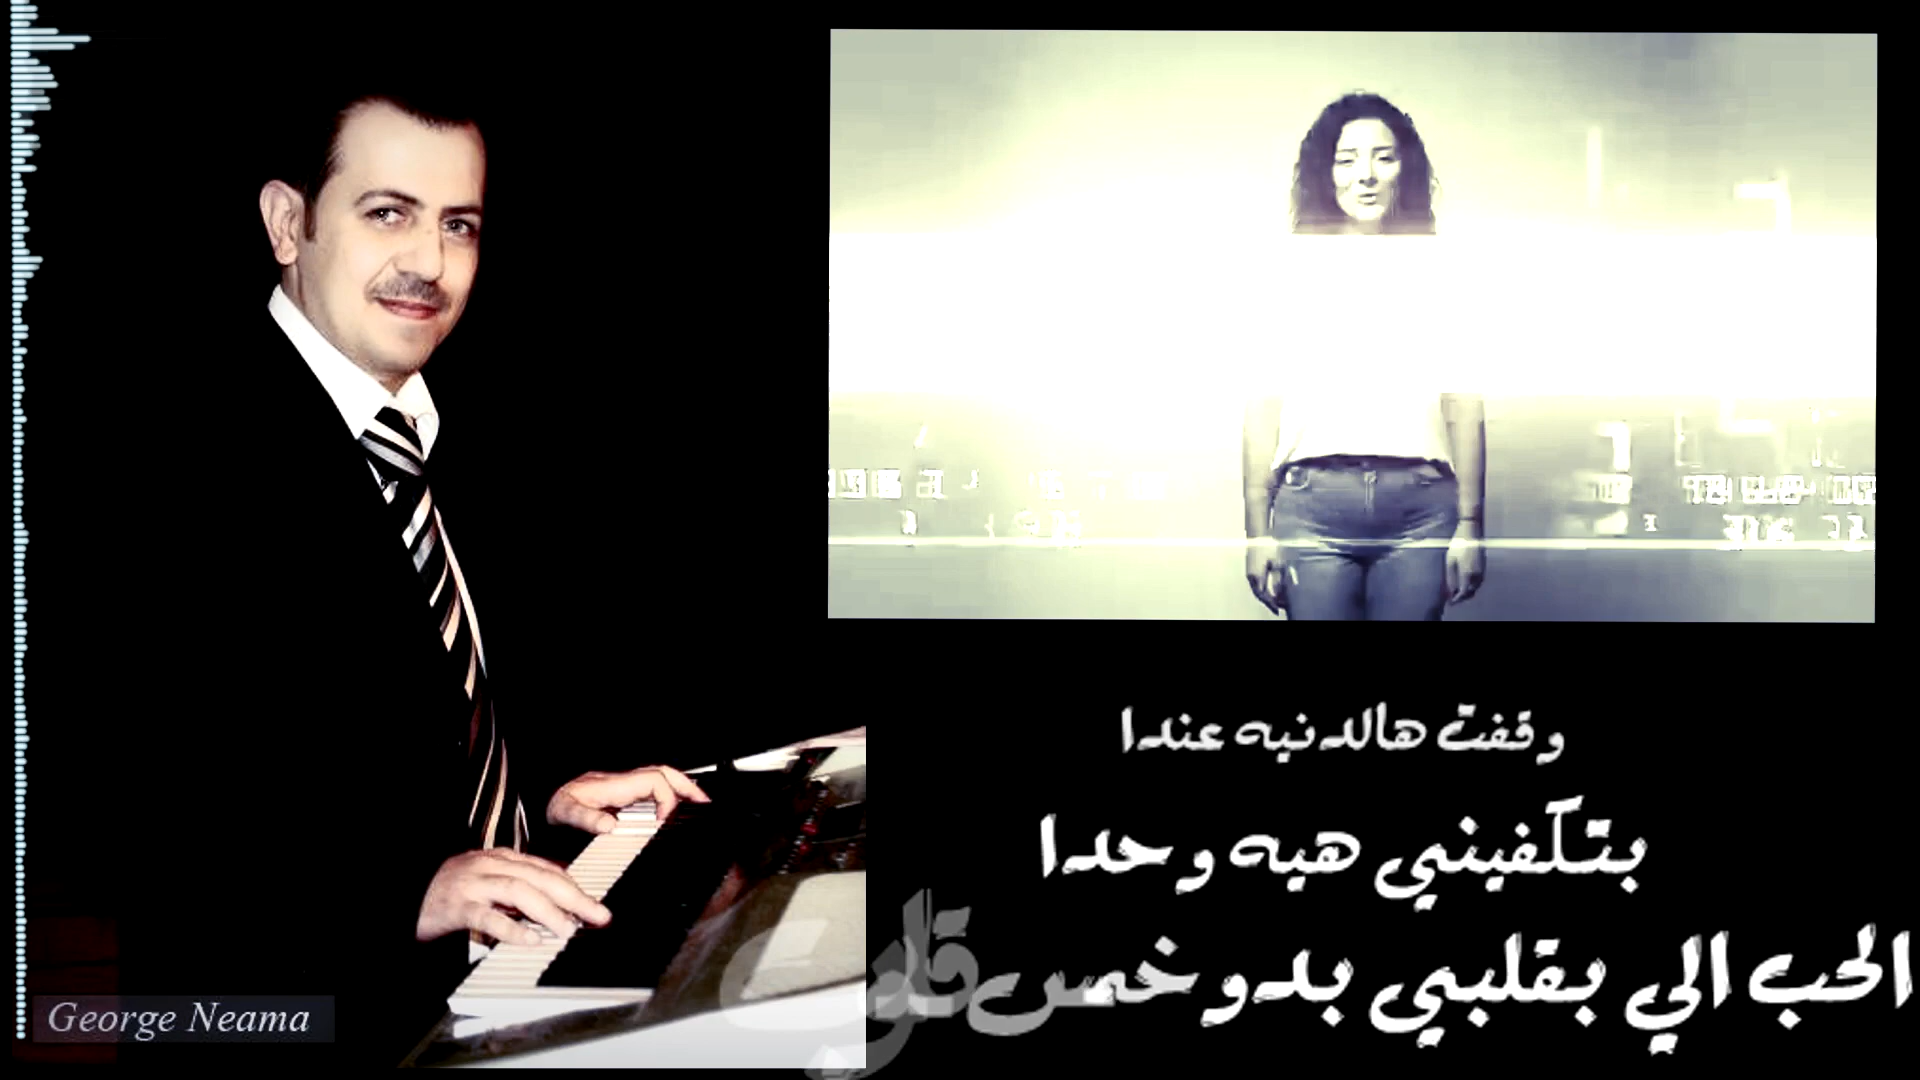 وقفت هالدنيه عندا
بتكفيني هيه وحدا
الحب الي بقلبي بدو خمس قلوب
George Neama